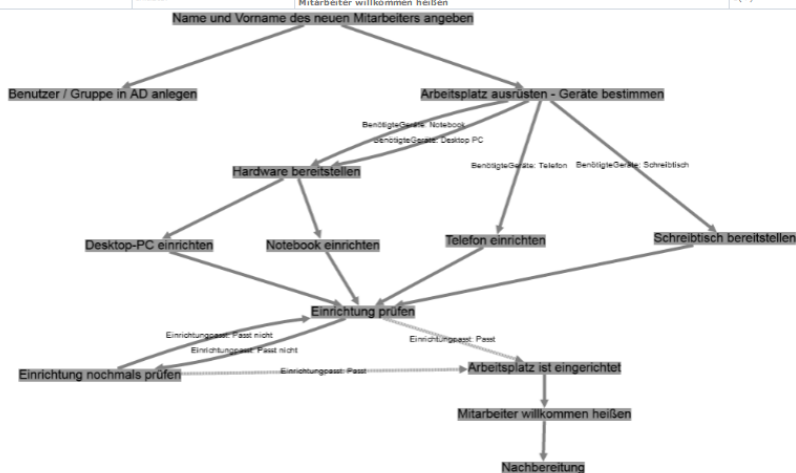 Mitarbeiter willkommen heißen
Name und Vorname des neuen Mitarbeiters angeben
Benutzer / Gruppe in AD anlegen
Arbeitsplatz ausrüsten - Geräte bestimmen
BenötigteGeräte: Notebook
BenötigteGeräte: Desktop PC
BenötigteGeräte: Telefon
BenötigteGeräte: Schreibtisch
Hardware bereitstellen
Desktop-PC einrichten
Notebook einrichten
Telefon einrichten
Schreibtisch bereitstellen
Einrichtung prüfen
Einrichtungpasst: Passt nicht
Einrichtungpasst: Passt
Einrichtungpasst: Passt nicht
Einrichtung nochmals prüfen
Einrichtungpasst: Passt
Arbeitsplatz ist eingerichtet
Mitarbeiter willkommen heißen
Nachbereitung